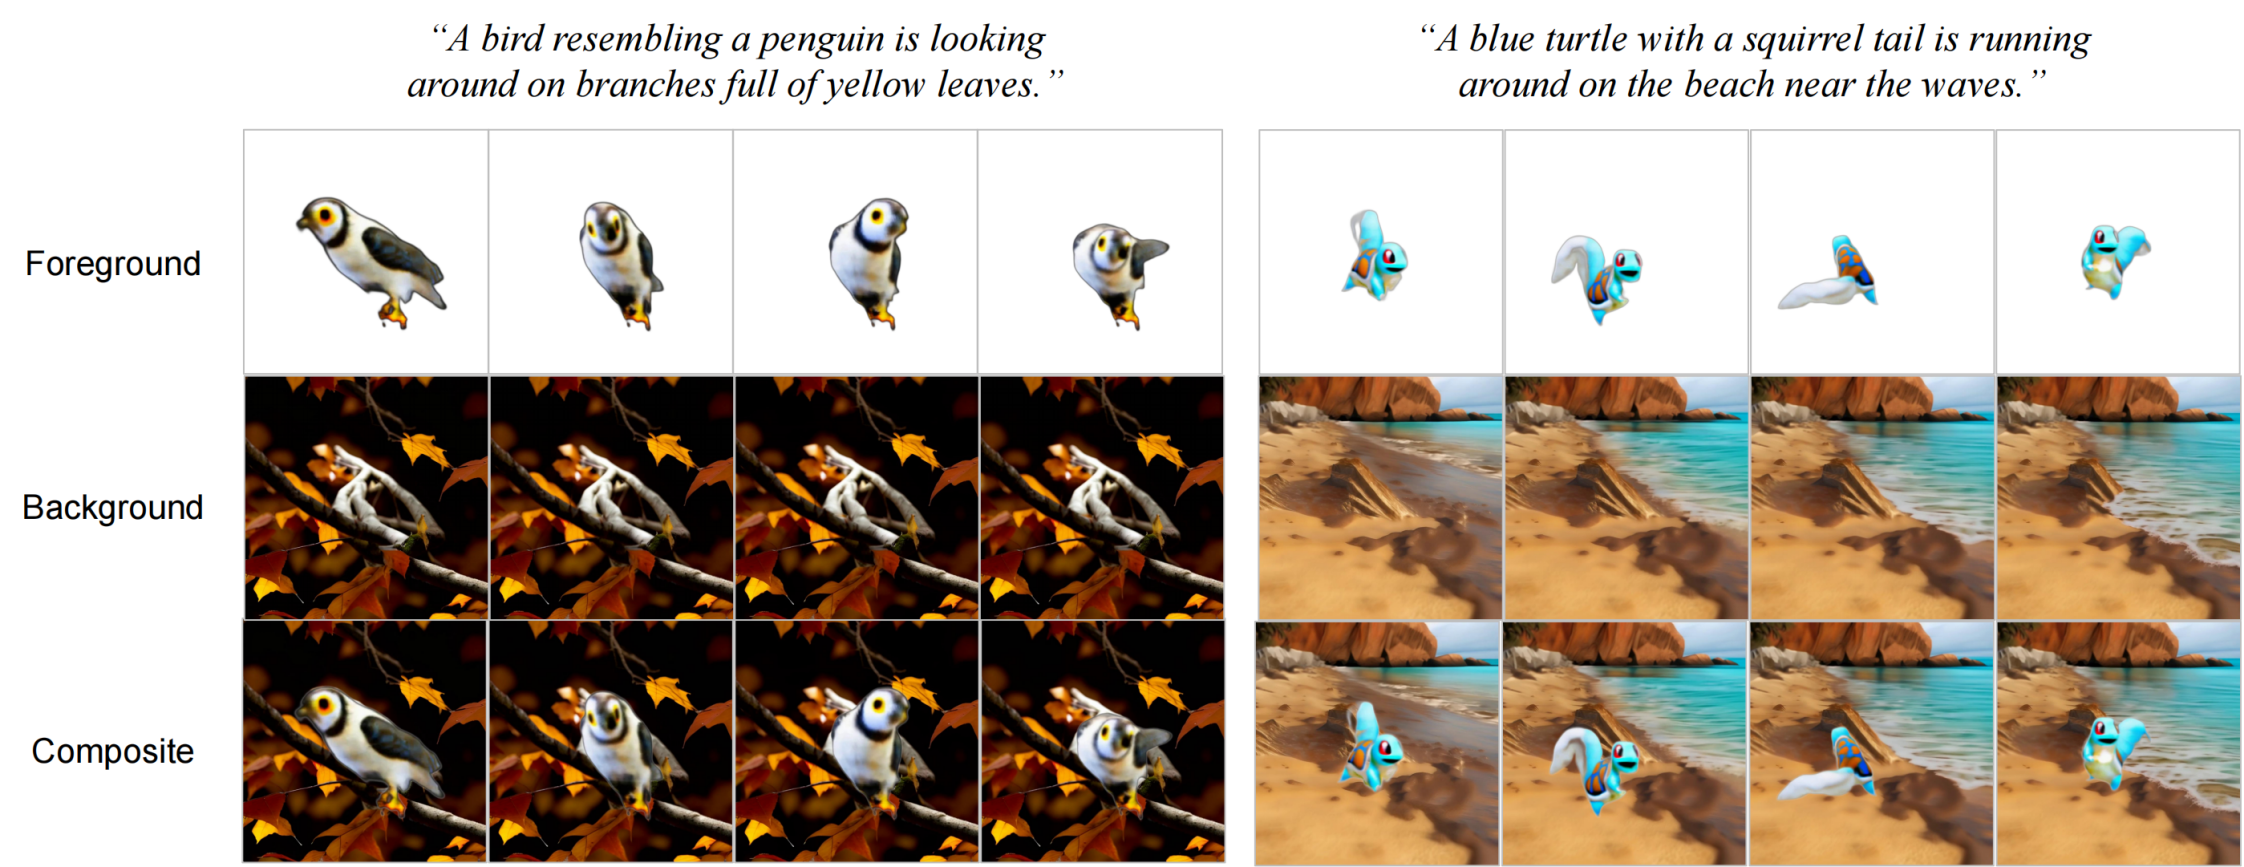 “A bird resembling a penguin is looking
around on branches full of yellow leaves.”
“A blue turtle with a squirrel tail is running
around on the beach near the waves.”
Foreground
Background
Composite